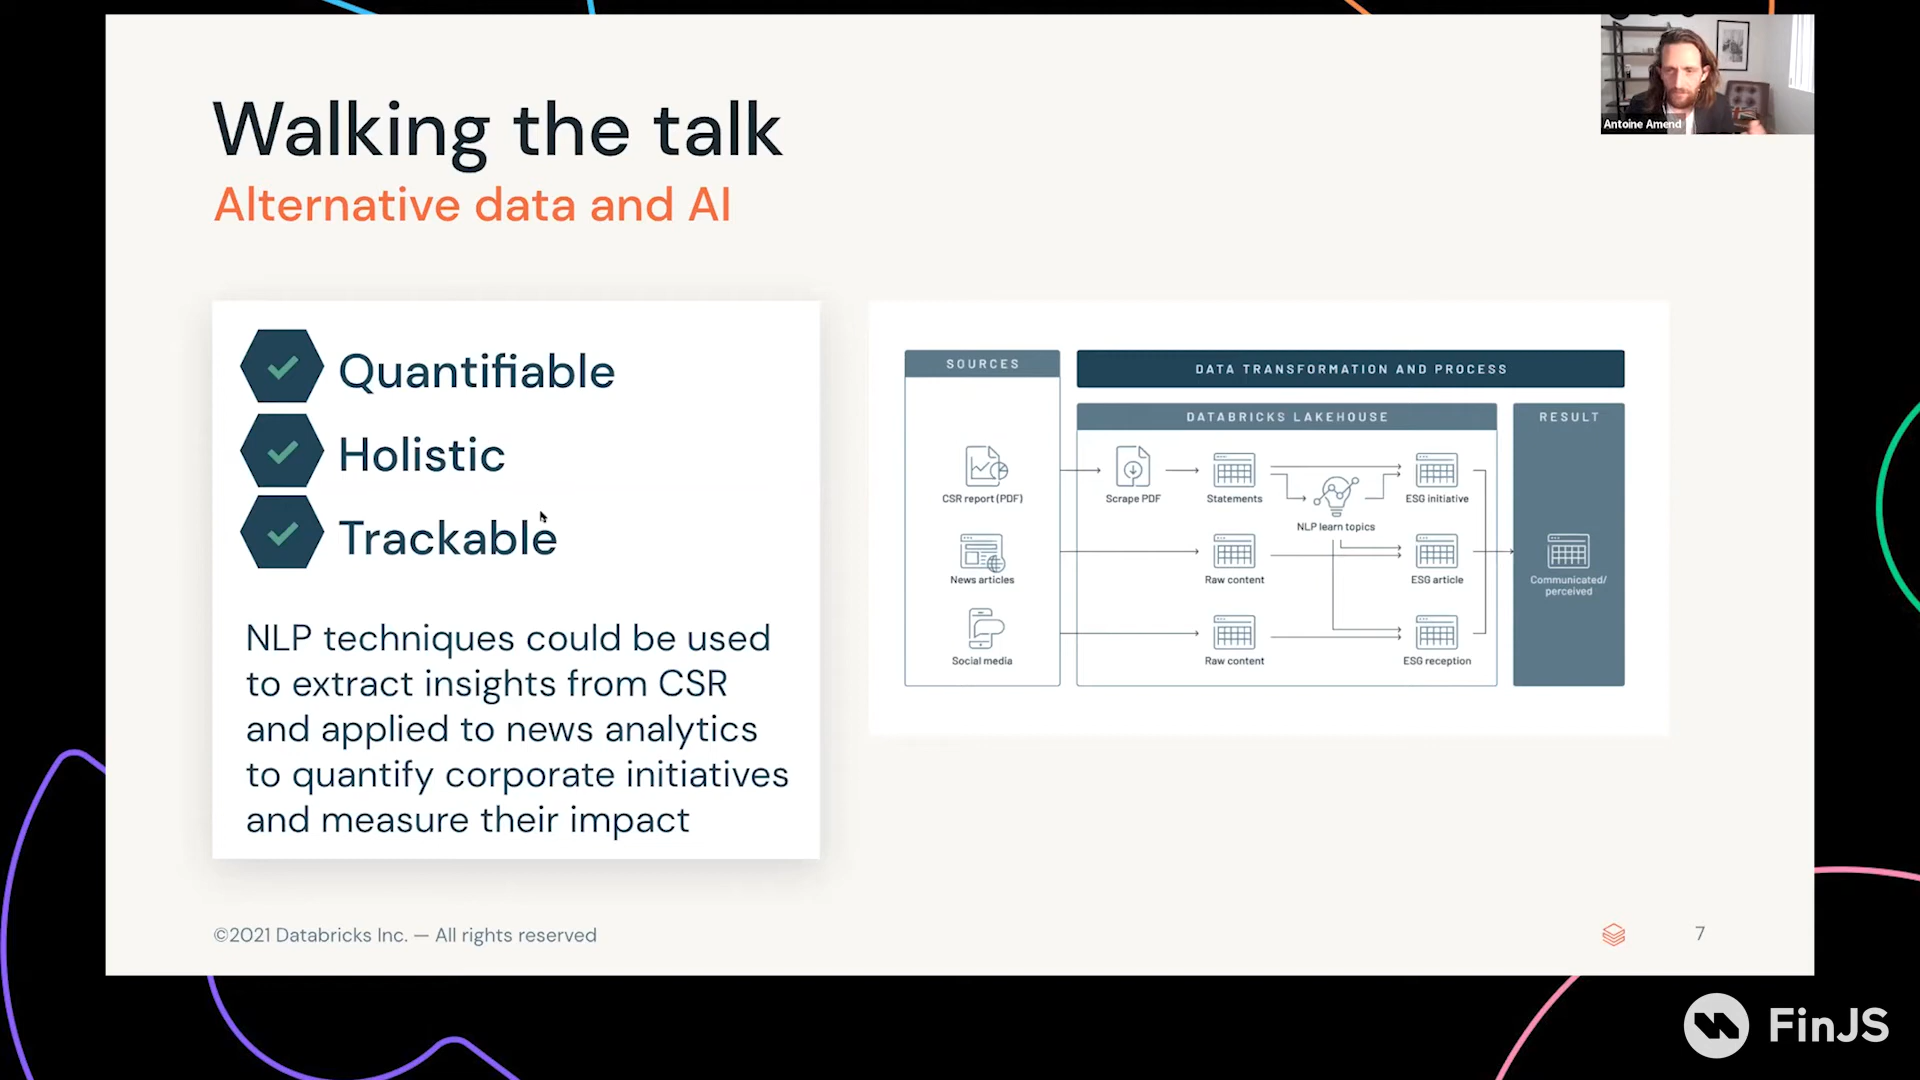 Walking the talk
Alternative data and AI
Antoine Amend
Quantifiable
Holistic
Trackable
NLP techniques could be used
to extract insights from CSR
and applied to news analytics
to quantify corporate initiatives
and measure their impact
SOURCES
DATA TRANSFORMATION AND PROCESS
DATABRICKS LAKEHOUSE
RESULT
CSR report (PDF)
Scrape PDF
Statements
NLP learn topics
ESG initiative
News articles
Raw content
ESG article
Communicated/
perceived
Social media
Raw content
ESG reception
©2021 Databricks Inc. — All rights reserved
7
FinJS